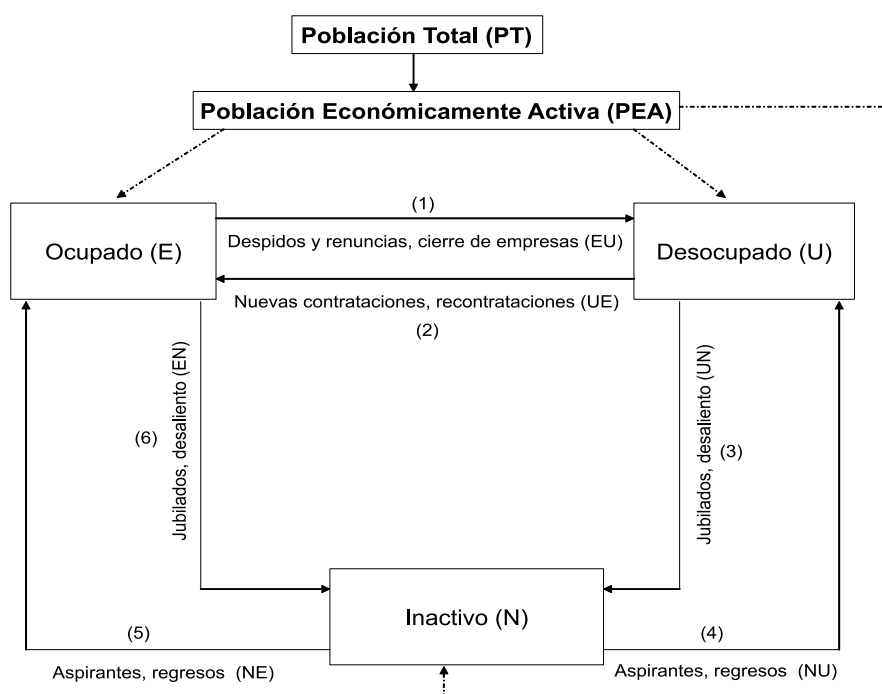 Población Total (PT)
Población Económicamente Activa (PEA)
(1)
Ocupado (E)
Despidos y renuncias, cierre de empresas (EU)
Desocupado (U)
Nuevas contrataciones, recontrataciones (UE)
(2)
Jubilados, desaliento (EN)
(6)
Jubilados, desaliento (UN)
(3)
Inactivo (N)
(5)
(4)
Aspirantes, regresos (NE)
Aspirantes, regresos (NU)